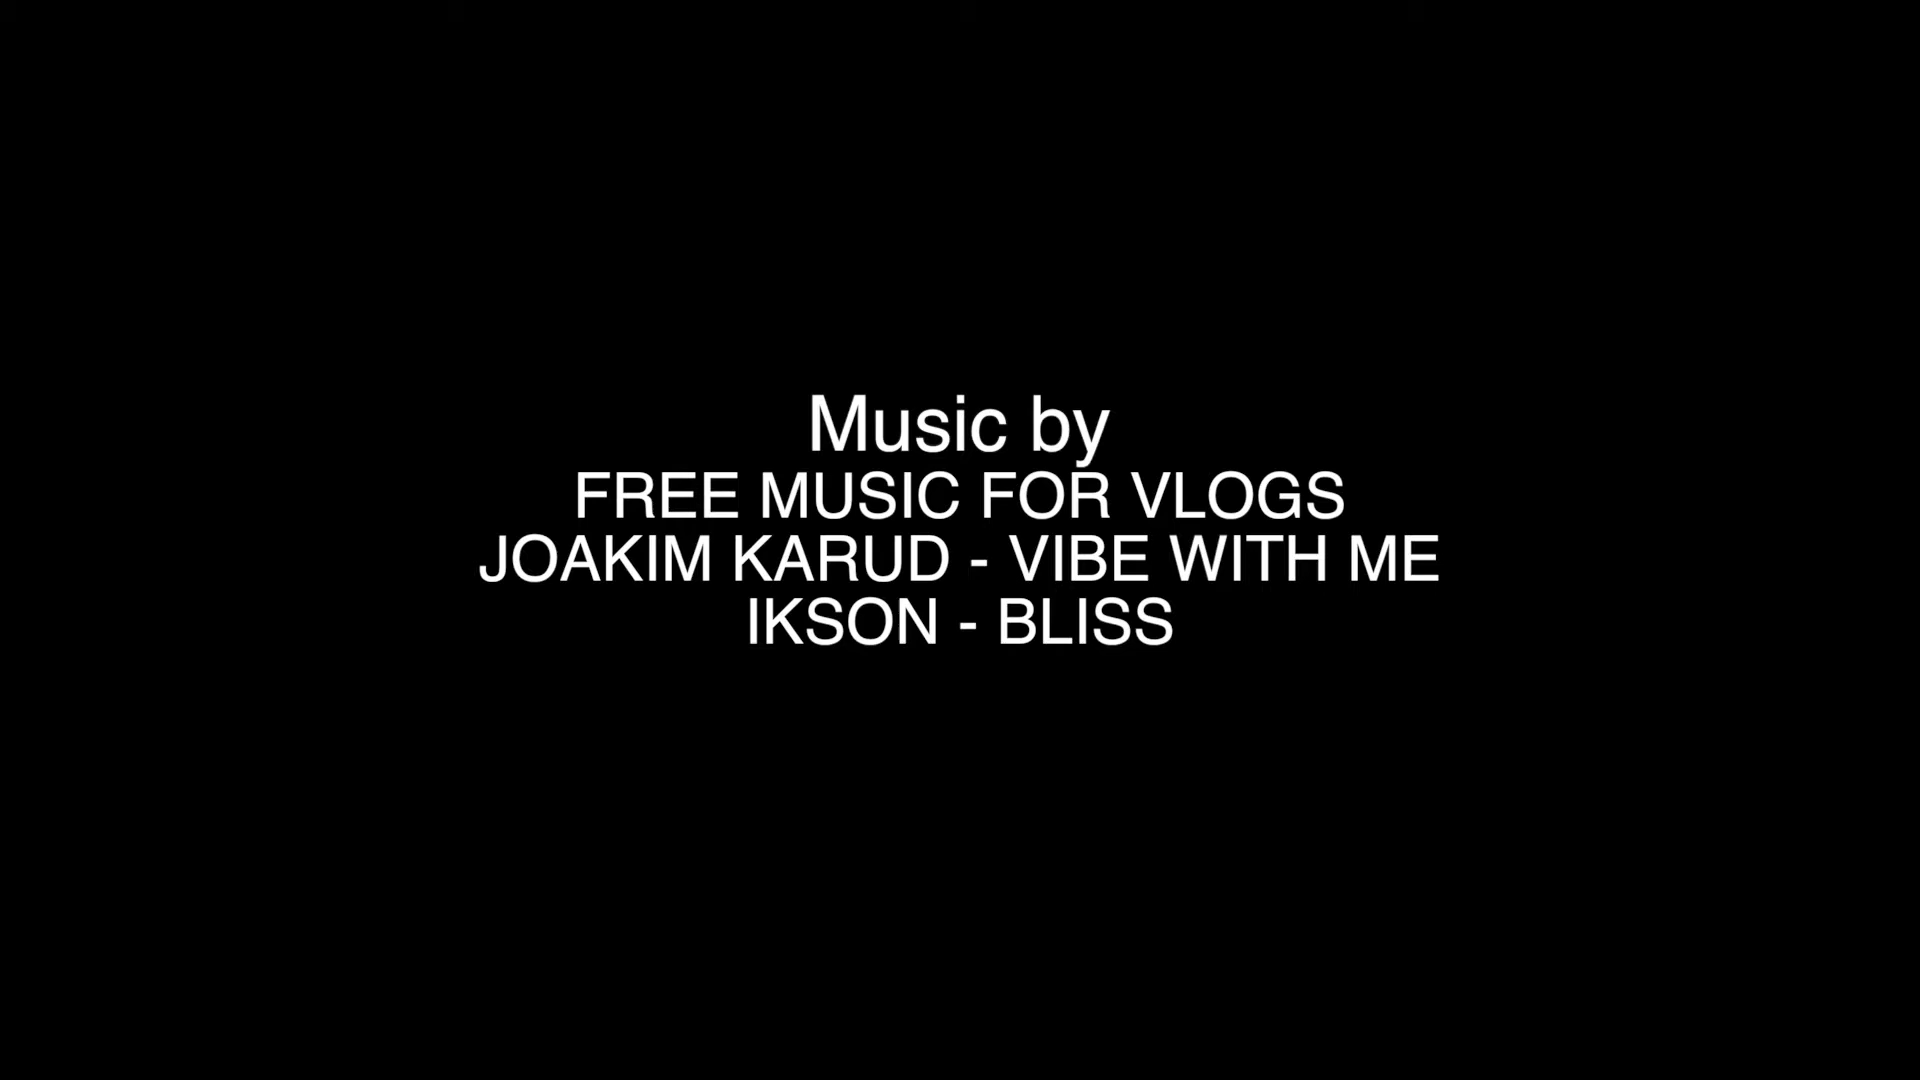 Music by
FREE MUSIC FOR VLOGS
JOAKIM KARUD - VIBE WITH ME
IKSON - BLISS